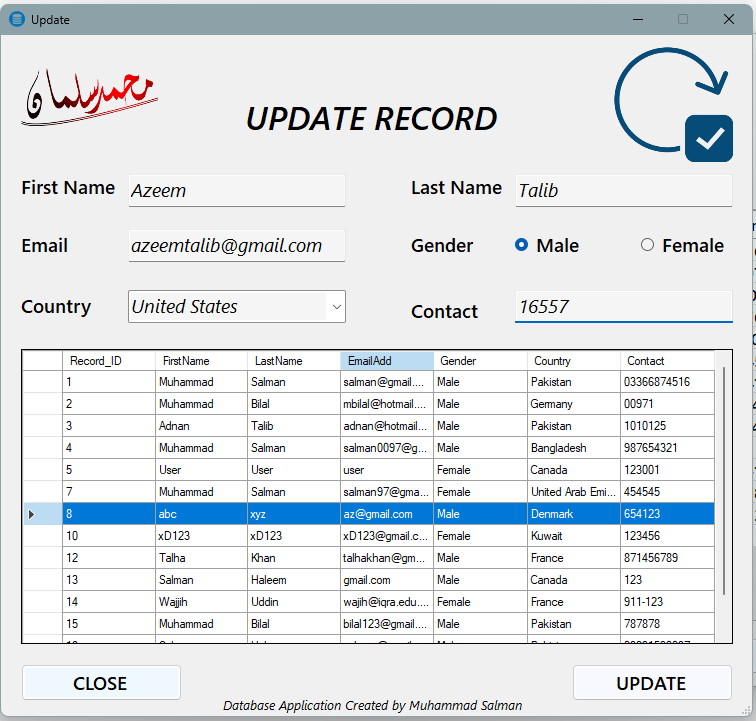 Update
محمد سلمان
UPDATE RECORD
First Name Azeem Last Name Talib
Email azeemtalib@gmail.com Gender Male Female
Country United States Contact 16557
Record_ID FirstName LastName EmailAdd Gender Country Contact
1 Muhammad Salman salman@gmail.... Male Pakistan 03366874516
2 Muhammad Bilal mbilal@hotmail.... Male Germany 00971
3 Adnan Talib adnan@hotmail.... Male Pakistan 1010125
4 Muhammad Salman salman0097@g... Male Bangladesh 987654321
5 User User user Female Canada 123001
7 Muhammad Salman salman97@gma... Female United Arab Emi... 454545
8 abc xyz az@gmail.com Male Denmark 654123
10 xD123 xD123 xD123@gmail.c... Female Kuwait 123456
12 Talha Khan talhakhan@gm... Male France 871456789
13 Salman Haleem gmail.com Male Canada 123
14 Wajjih Uddin wajih@iqra.edu.... Female France 911-123
15 Muhammad Bilal bilal123@gmail.... Male Pakistan 787878
CLOSE UPDATE
Database Application Created by Muhammad Salman